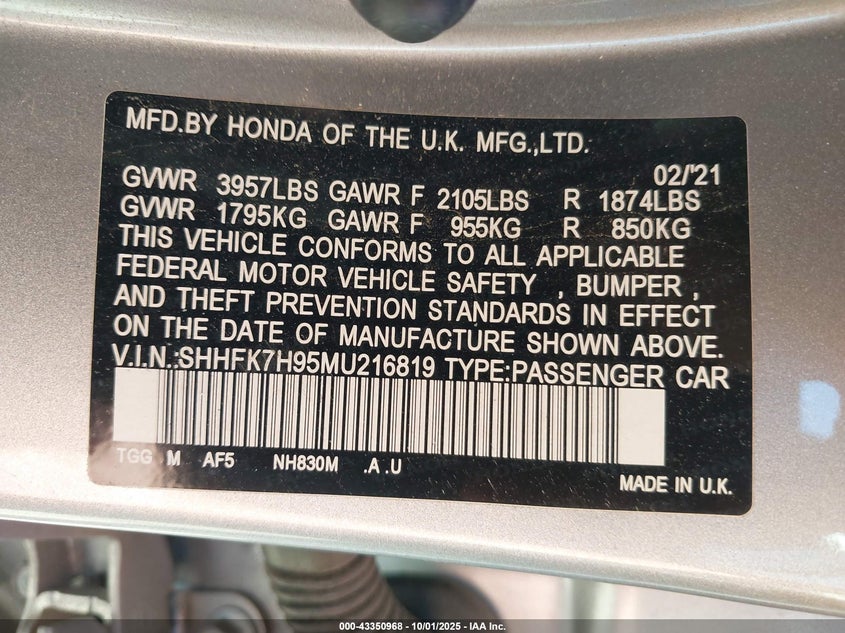 MFD.BY HONDA OF THE U.K. MFG.,LTD.
02/'21
GVWR 3957LBS GAWR F 2105LBS R 1874LBS
GVWR 1795KG GAWR F 955KG R 850KG
THIS VEHICLE CONFORMS TO ALL APPLICABLE
FEDERAL MOTOR VEHICLE SAFETY , BUMPER ,
AND THEFT PREVENTION STANDARDS IN EFFECT
ON THE DATE OF MANUFACTURE SHOWN ABOVE.
V.I.N.:SHHFK7H95MU216819 TYPE:PASSENGER CAR
TGG M AF5 NH830M .A .U
MADE IN U.K.
000-43350968 - 10/01/2025 - IAA Inc.